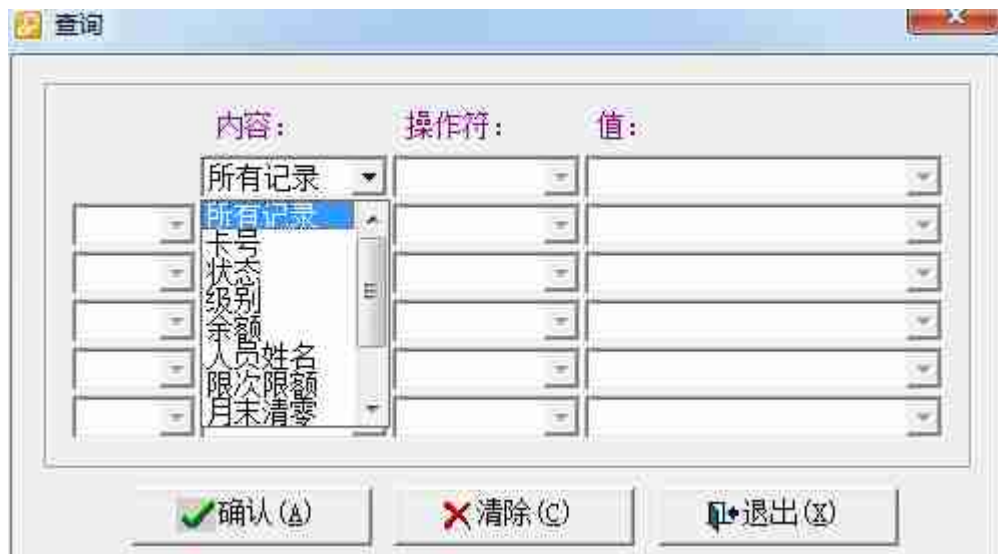 查询
内容： 操作符： 值：
所有记录
所有记录
卡号
状态
级别
余额
人员姓名
限次限额
月末清零
确认(A) 清除(C) 退出(X)